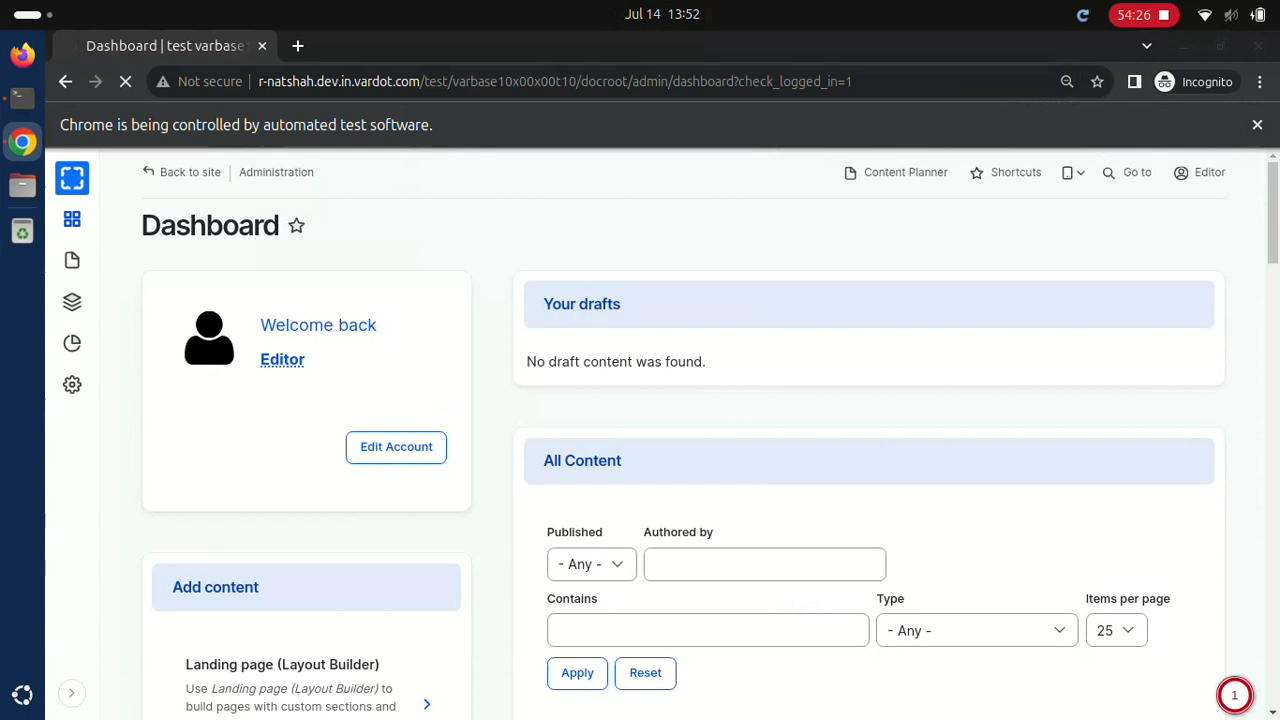 Jul 14 13:52
54:26
Dashboard | test varbase
Not secure
r-natshah.dev.in.vardot.com/test/varbase10x00x00t10/docroot/admin/dashboard?check_logged_in=1
Incognito
Chrome is being controlled by automated test software.
Back to site
Administration
Content Planner
Shortcuts
Go to
Editor
Dashboard
Welcome back
Editor
Edit Account
Add content
Landing page (Layout Builder)
Use Landing page (Layout Builder) to
build pages with custom sections and
Your drafts
No draft content was found.
All Content
Published
Authored by
- Any -
Contains
Type
Items per page
- Any -
25
Apply
Reset
1